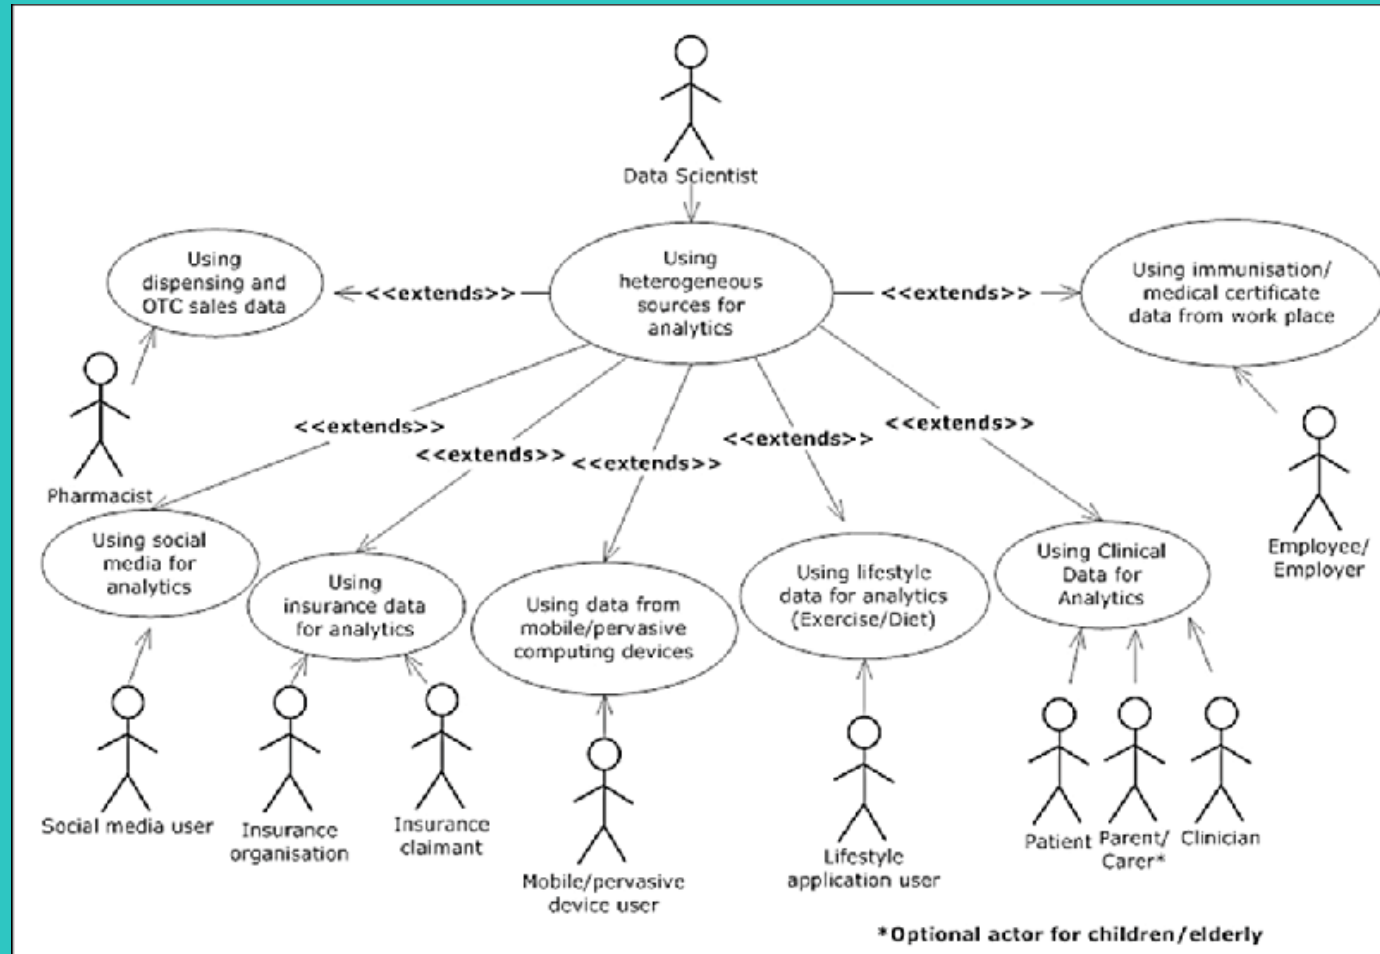 Data Scientist
Using
dispensing and
OTC sales data
<<extends>>
Using
heterogeneous
sources for
analytics
<<extends>>
Using immunisation/
medical certificate
data from work place
Pharmacist
<<extends>>
<<extends>>
<<extends>>
<<extends>>
<<extends>>
Employee/
Employer
Using social
media for
analytics
Using
insurance data
for analytics
Using data from
mobile/pervasive
computing devices
Using lifestyle
data for analytics
(Exercise/Diet)
Using Clinical
Data for
Analytics
Social media user
Insurance
organisation
Insurance
claimant
Mobile/pervasive
device user
Lifestyle
application user
Patient
Parent/
Carer*
Clinician
*Optional actor for children/elderly